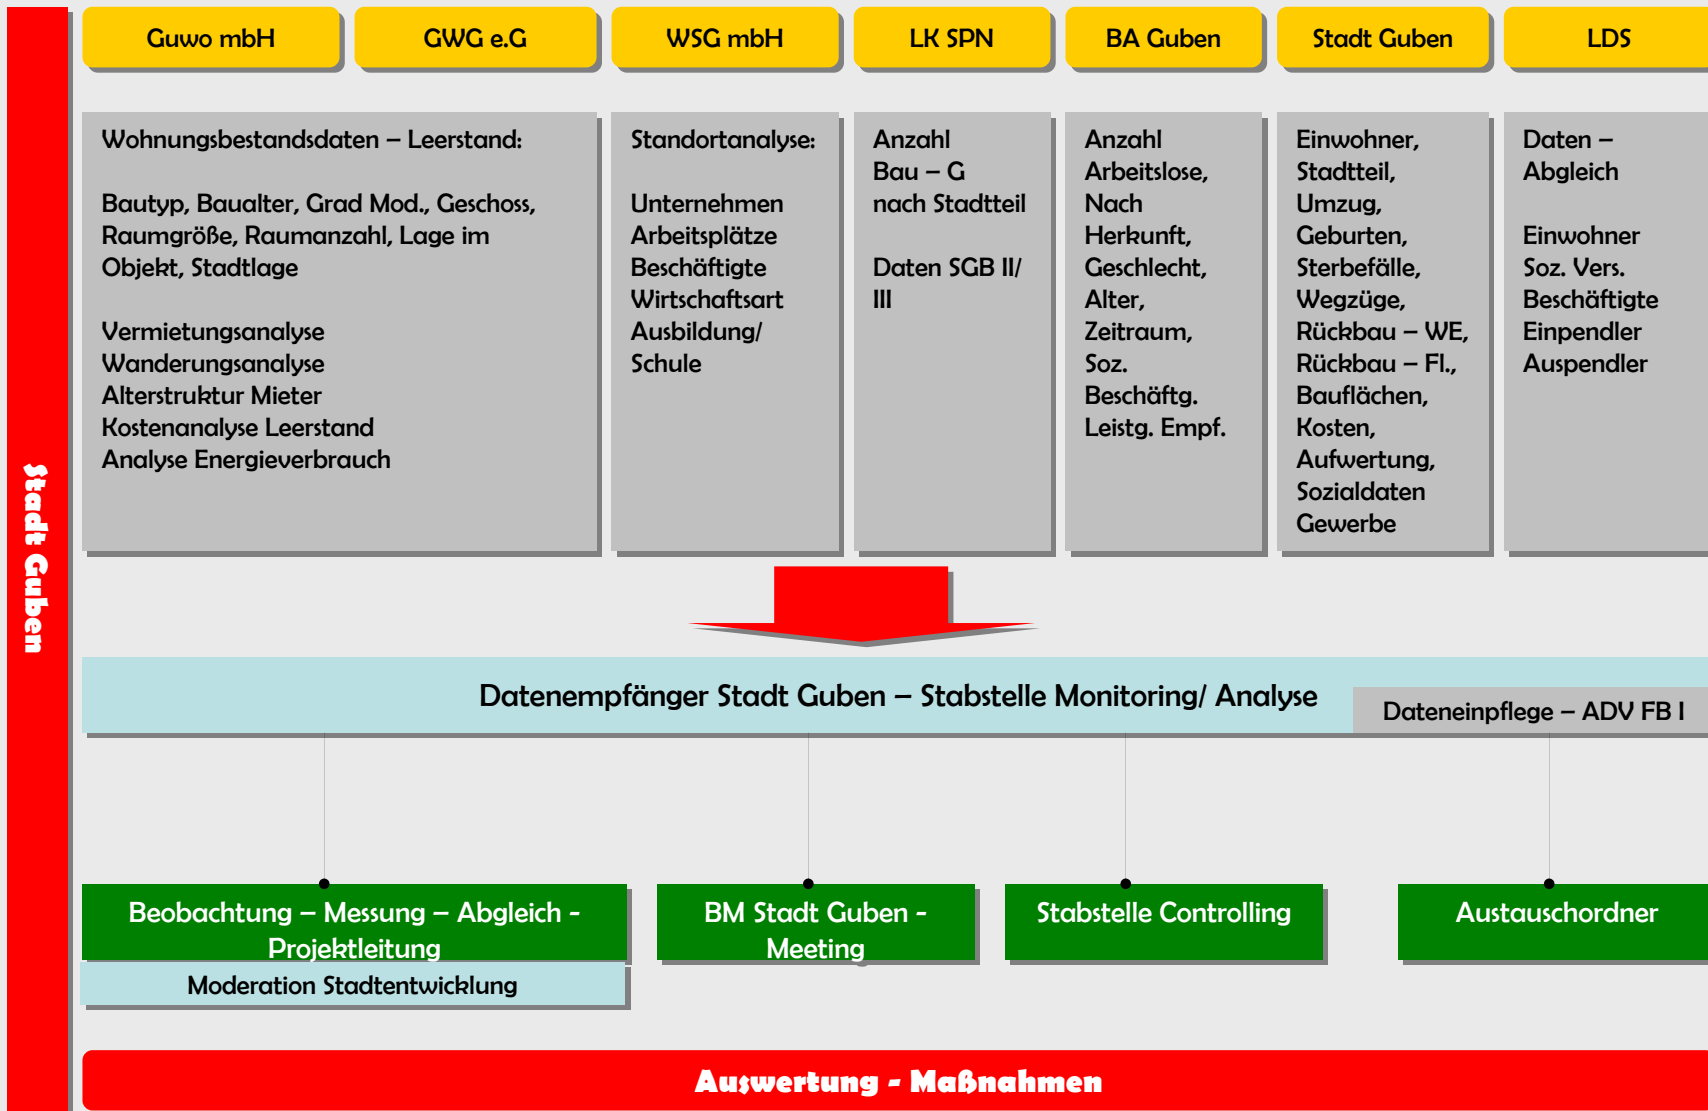 Stadt Guben
Guwo mbH
GWG e.G
WSG mbH
LK SPN
BA Guben
Stadt Guben
LDS
Wohnungsbestandsdaten – Leerstand:
Bautyp, Baualter, Grad Mod., Geschoss,
Raumgröße, Raumanzahl, Lage im
Objekt, Stadtlage
Vermietungsanalyse
Wanderungsanalyse
Alterstruktur Mieter
Kostenanalyse Leerstand
Analyse Energieverbrauch
Standortanalyse:
Unternehmen
Arbeitsplätze
Beschäftigte
Wirtschaftsart
Ausbildung/
Schule
Anzahl
Bau – G
nach Stadtteil
Daten SGB II/
III
Anzahl
Arbeitslose,
Nach
Herkunft,
Geschlecht,
Alter,
Zeitraum,
Soz.
Beschäftg.
Leistg. Empf.
Einwohner,
Stadtteil,
Umzug,
Geburten,
Sterbefälle,
Wegzüge,
Rückbau – WE,
Rückbau – Fl.,
Bauflächen,
Kosten,
Aufwertung,
Sozialdaten
Gewerbe
Daten –
Abgleich
Einwohner
Soz. Vers.
Beschäftigte
Einpendler
Auspendler
Datenempfänger Stadt Guben – Stabstelle Monitoring/ Analyse
Dateneinpflege – ADV FB I
Beobachtung – Messung – Abgleich -
Projektleitung
Moderation Stadtentwicklung
BM Stadt Guben -
Meeting
Stabstelle Controlling
Austauschordner
Auswertung - Maßnahmen